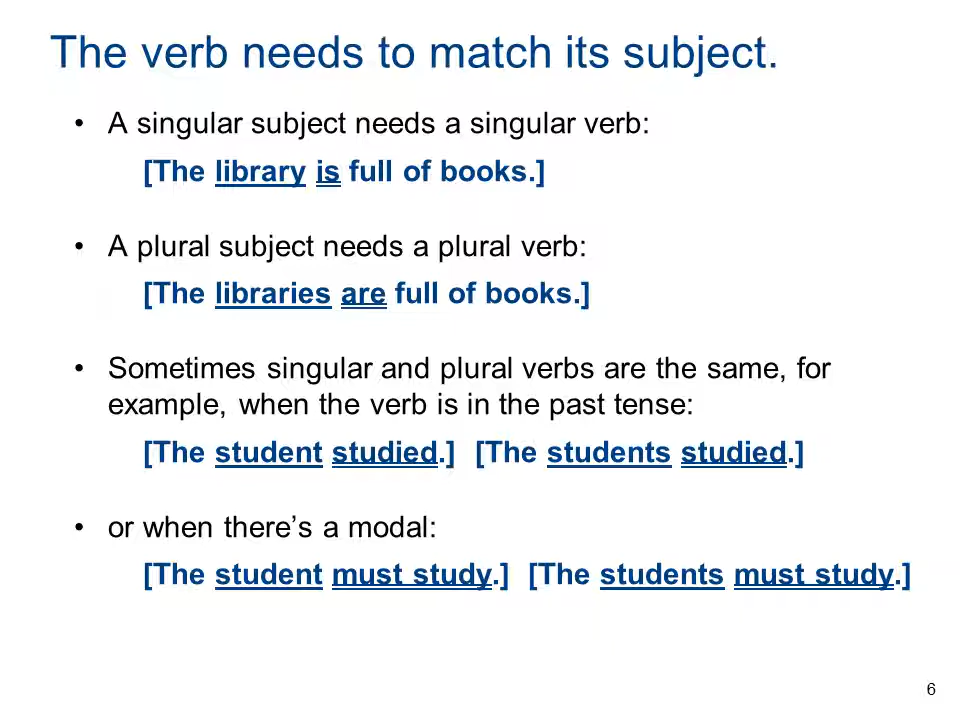 The verb needs to match its subject.
• A singular subject needs a singular verb:
[The library is full of books.]
• A plural subject needs a plural verb:
[The libraries are full of books.]
• Sometimes singular and plural verbs are the same, for
example, when the verb is in the past tense:
[The student studied.] [The students studied.]
• or when there’s a modal:
[The student must study.] [The students must study.]
6